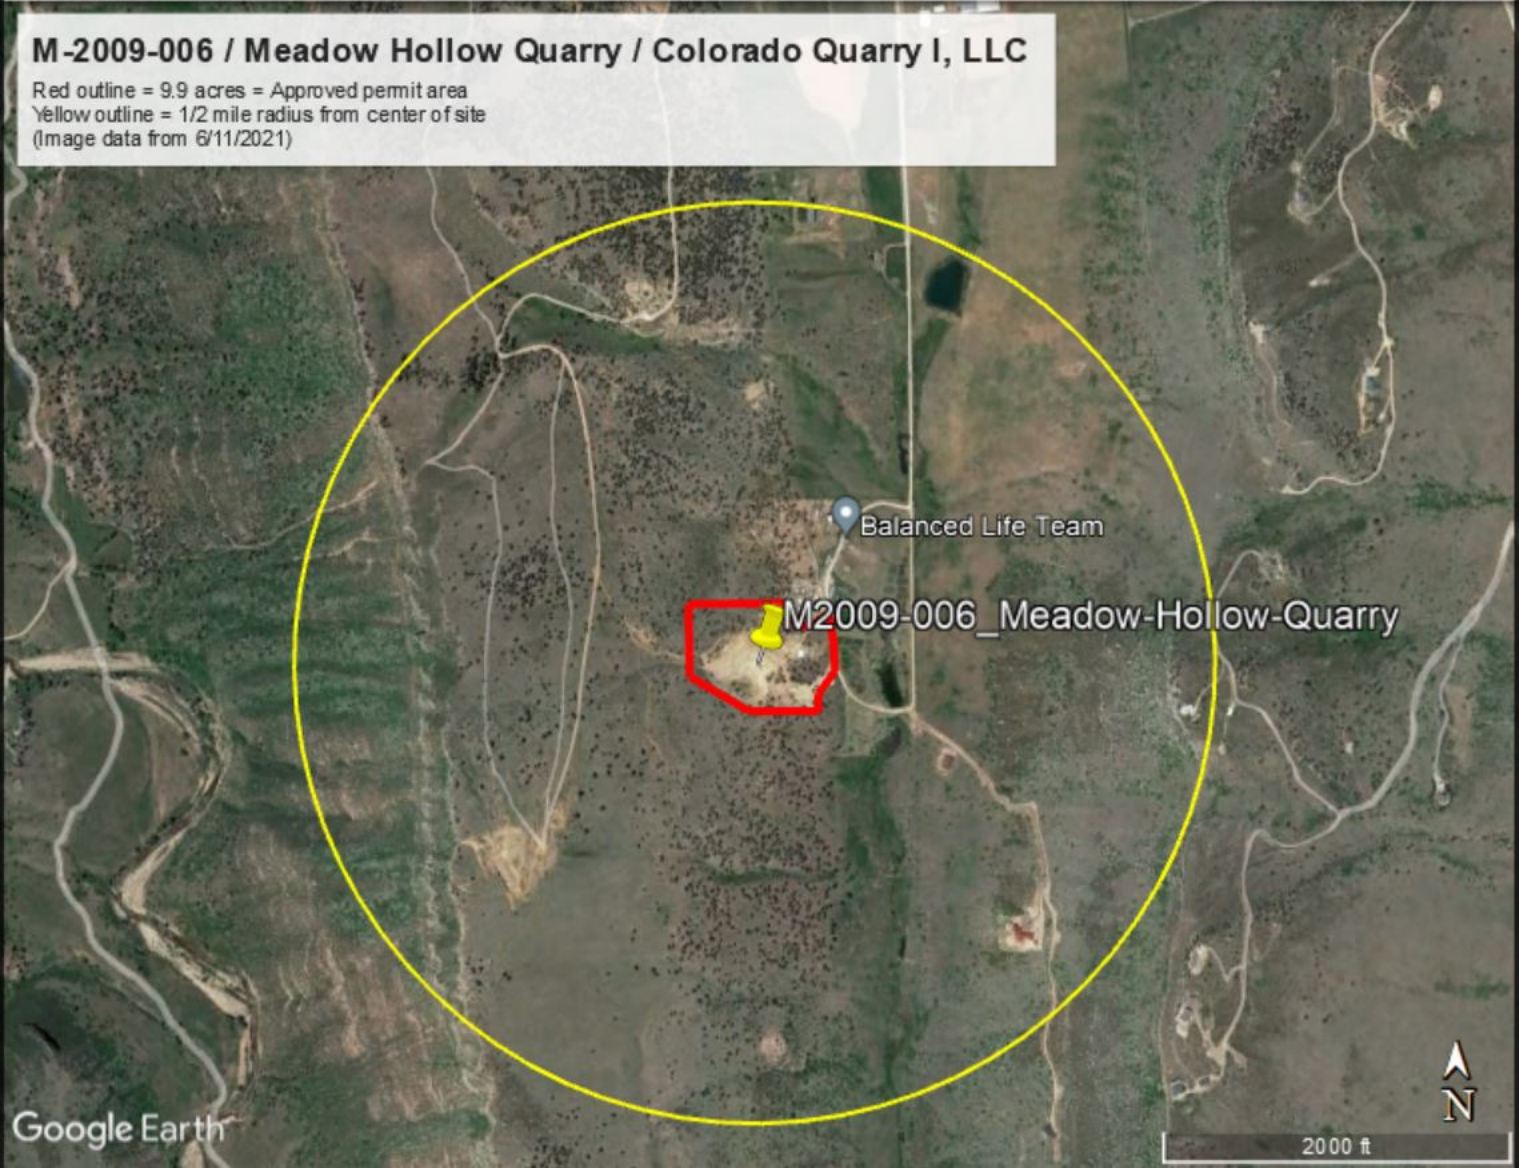 M-2009-006 / Meadow Hollow Quarry / Colorado Quarry I, LLC
Red outline = 9.9 acres = Approved permit area
Yellow outline = 1/2 mile radius from center of site
(Image data from 6/11/2021)
Balanced Life Team
M2009-006_Meadow-Hollow-Quarry
N
Google Earth
2000 ft